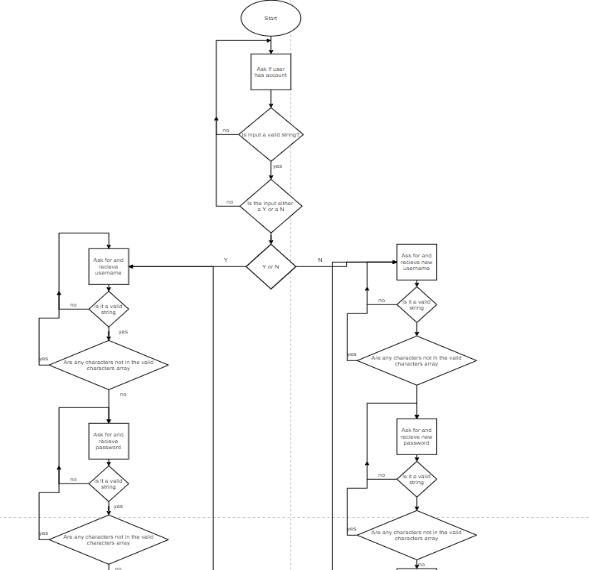 Start
Ask if user
has account
Is input a valid string?
no
yes
Is the input either
a Y or a N
no
Y or N
Y
N
Ask for and
recieve
username
Is it a valid
string
no
yes
Are any characters not in the valid
characters array
yes
no
Ask for and
recieve
password
Is it a valid
string
no
yes
Are any characters not in the valid
characters array
yes
no
Ask for and
recieve new
username
Is it a valid
string
no
Are any characters not in the valid
characters array
yes
Ask for and
recieve new
password
Is it a valid
string
no
Are any characters not in the valid
characters array
yes
no